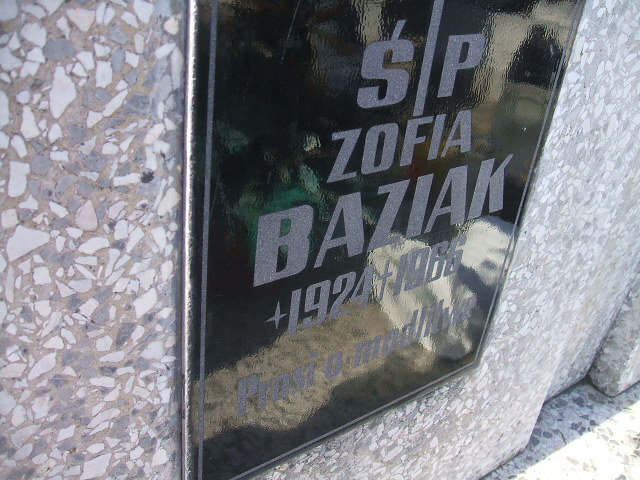 Ś|P
ZOFIA
BAZIAK
+1924 +1966
Prosi o modlitwę